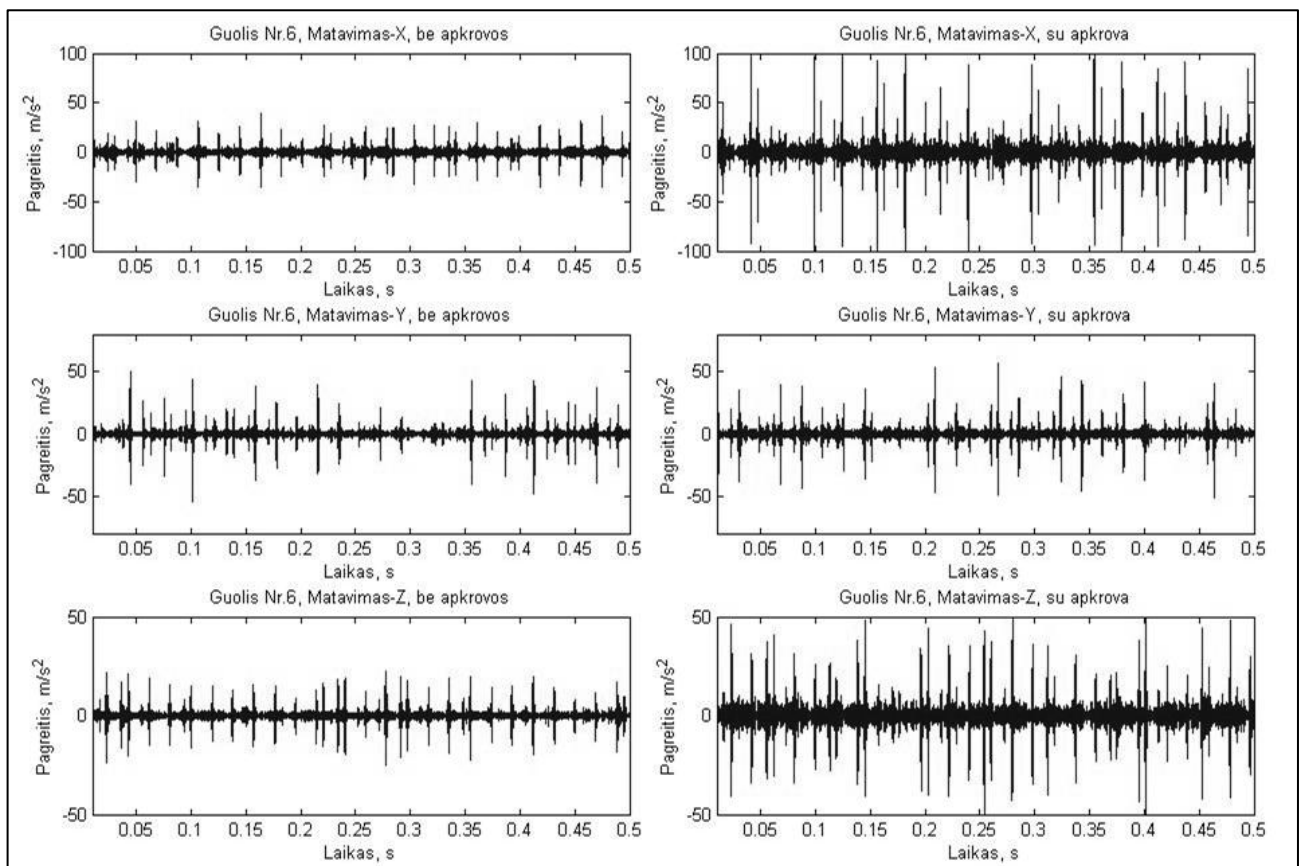 Guolis Nr.6, Matavimas-X, be apkrovos
100
50
0
-50
-100
Pagreitis, m/s²
0.05 0.1 0.15 0.2 0.25 0.3 0.35 0.4 0.45 0.5
Laikas, s
Guolis Nr.6, Matavimas-X, su apkrova
100
50
0
-50
-100
Pagreitis, m/s²
0.05 0.1 0.15 0.2 0.25 0.3 0.35 0.4 0.45 0.5
Laikas, s
Guolis Nr.6, Matavimas-Y, be apkrovos
50
0
-50
Pagreitis, m/s²
0.05 0.1 0.15 0.2 0.25 0.3 0.35 0.4 0.45 0.5
Laikas, s
Guolis Nr.6, Matavimas-Y, su apkrova
50
0
-50
Pagreitis, m/s²
0.05 0.1 0.15 0.2 0.25 0.3 0.35 0.4 0.45 0.5
Laikas, s
Guolis Nr.6, Matavimas-Z, be apkrovos
50
0
-50
Pagreitis, m/s²
0.05 0.1 0.15 0.2 0.25 0.3 0.35 0.4 0.45 0.5
Laikas, s
Guolis Nr.6, Matavimas-Z, su apkrova
50
0
-50
Pagreitis, m/s²
0.05 0.1 0.15 0.2 0.25 0.3 0.35 0.4 0.45 0.5
Laikas, s